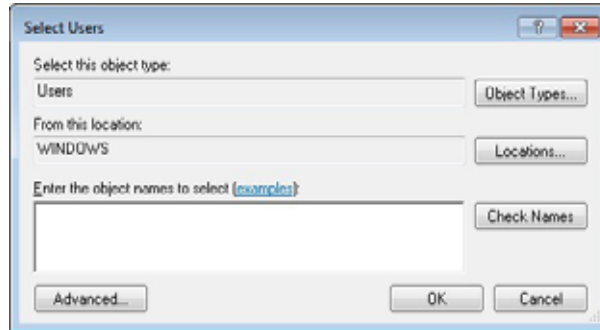 Select Users
Select this object type:
Users
Object Types...
From this location:
WINDOWS
Locations...
Enter the object names to select (examples):
Check Names
Advanced...
OK
Cancel